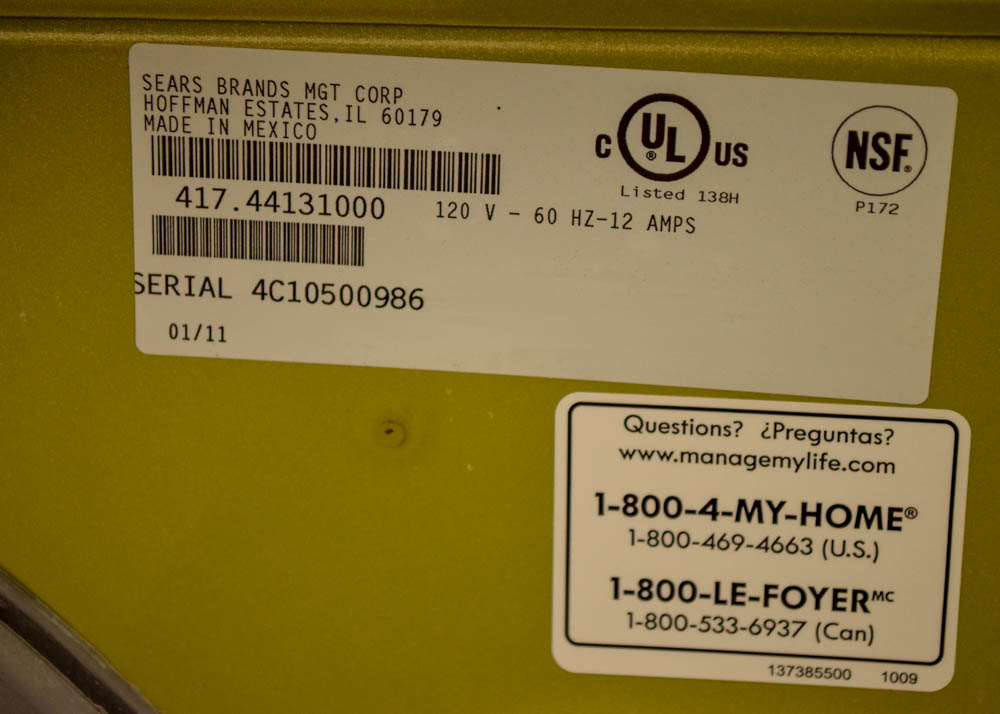 SEARS BRANDS MGT CORP
HOFFMAN ESTATES, IL 60179
MADE IN MEXICO
417.44131000
120 V - 60 HZ-12 AMPS
SERIAL 4C10500986
01/11
C UL® US
Listed 138H
NSF®
P172
Questions? ¿Preguntas?
www.managemylife.com
1-800-4-MY-HOME®
1-800-469-4663 (U.S.)
1-800-LE-FOYER MC
1-800-533-6937 (Can)
137385500 1009